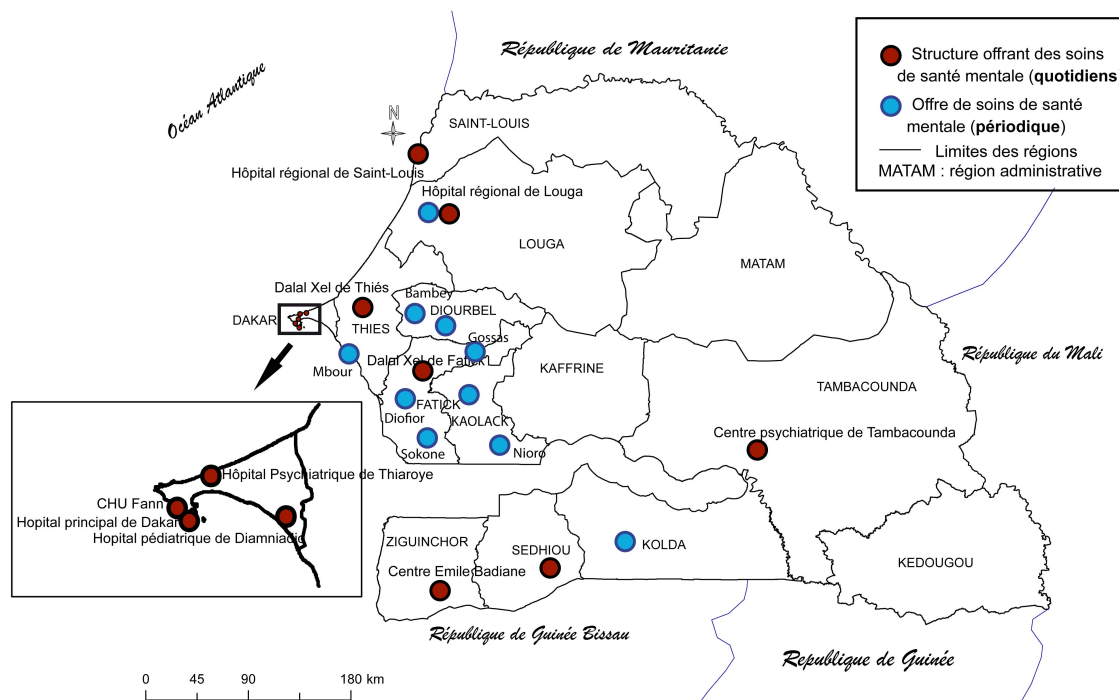 République de Mauritanie
Océan Atlantique
N
Structure offrant des soins
de santé mentale (quotidiens
Offre de soins de santé
mentale (périodique)
Limites des régions
MATAM : région administrative
SAINT-LOUIS
Hôpital régional de Saint-Louis
Hôpital régional de Louga
LOUGA
MATAM
Dalal Xel de Thiés
Bambey
DIOURBEL
DAKAR
THIES
Gossas
Mbour
Dalal Xel de Fatick
KAFFRINE
République du Mali
TAMBACOUNDA
FATICK
Diofior
KAOLACK
Sokone
Nioro
Centre psychiatrique de Tambacounda
Hôpital Psychiatrique de Thiaroye
CHU Fann
Hopital principal de Dakar
Hopital pédiatrique de Diamniadio
ZIGUINCHOR
SEDHIOU
KOLDA
KEDOUGOU
Centre Emile Badiane
République de Guinée Bissau
Republique de Guinée
0 45 90 180 km